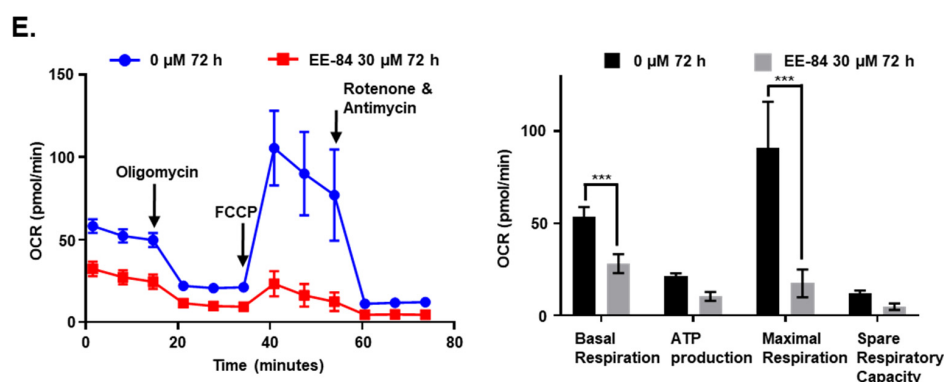 E.
0 µM 72 h
EE-84 30 µM 72 h
OCR (pmol/min)
150
100
50
0
Oligomycin
FCCP
Rotenone &
Antimycin
0 20 40 60 80
Time (minutes)
0 µM 72 h
EE-84 30 µM 72 h
OCR (pmol/min)
100
50
0
***
***
Basal
Respiration
ATP
production
Maximal
Respiration
Spare
Respiratory
Capacity